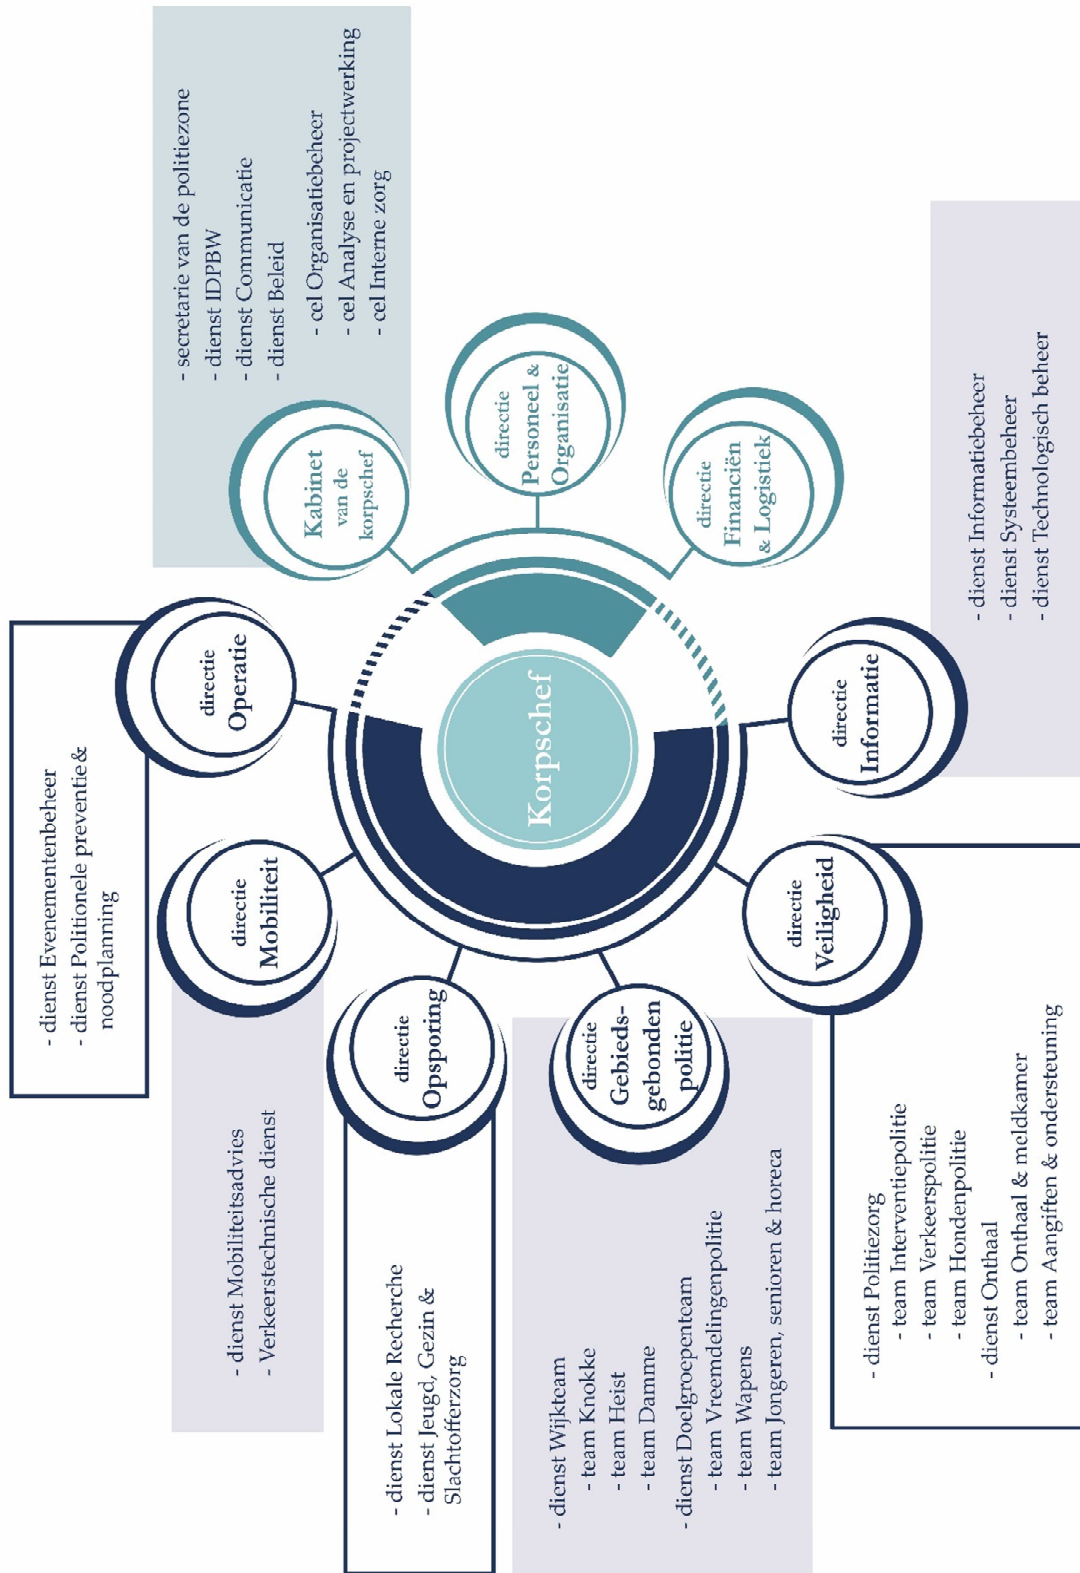 - secretarie van de politiezone
- dienst IDPBW
- dienst Communicatie
- dienst Beleid
- cel Organisatiebeheer
- cel Analyse en projectwerking
- cel Interne zorg
Kabinet
van de
korpschef
directie
Personeel &
Organisatie
directie
Financiën
& Logistiek
- dienst Informatiebeheer
- dienst Systeembeheer
- dienst Technologisch beheer
directie
Informatie
directie
Veiligheid
- dienst Politiezorg
- team Interventiepolitie
- team Verkeerspolitie
- team Hondenpolitie
- dienst Onthaal
- team Onthaal & meldkamer
- team Aangiften & ondersteuning
directie
Gebieds-
gebonden
politie
- dienst Wijkteam
- team Knokke
- team Heist
- team Damme
- dienst Doelgroepenteam
- team Vreemdelingenpolitie
- team Wapens
- team Jongeren, senioren & horeca
directie
Opsporing
- dienst Lokale Recherche
- dienst Jeugd, Gezin &
Slachtofferzorg
directie
Mobiliteit
- dienst Mobiliteitsadvies
- Verkeerstechnische dienst
directie
Operatie
- dienst Evenementenbeheer
- dienst Politionele preventie &
noodplanning
Korpschef